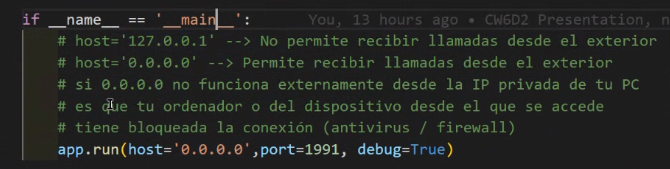 if __name__ == '__main__': You, 13 hours ago • CW6D2 Presentation, n
# host='127.0.0.1' --> No permite recibir llamadas desde el exterior
# host='0.0.0.0' --> Permite recibir llamadas desde el exterior
# si 0.0.0.0 no funciona externamente desde la IP privada de tu PC
# es que tu ordenador o del dispositivo desde el que se accede
# tiene bloqueada la conexión (antivirus / firewall)
app.run(host='0.0.0.0',port=1991, debug=True)